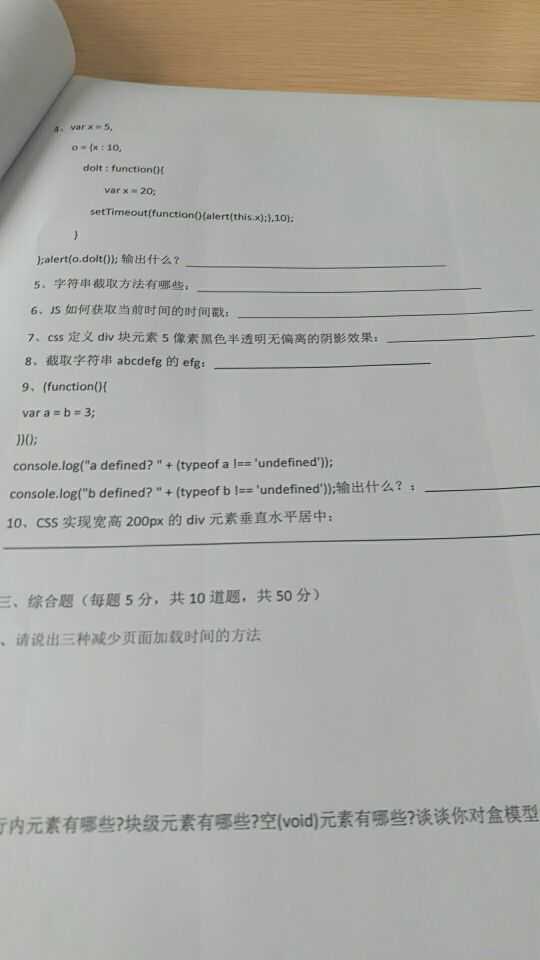 4、var x = 5,
o = {x : 10,
doIt : function(){
var x = 20;
setTimeout(function(){alert(this.x);},10);
}
};alert(o.doIt()); 输出什么？
5、字符串截取方法有哪些：
6、JS 如何获取当前时间的时间戳：
7、css 定义 div 块元素 5 像素黑色半透明无偏离的阴影效果：
8、截取字符串 abcdefg 的 efg：
9、(function(){
var a = b = 3;
})();
console.log("a defined? " + (typeof a !== 'undefined'));
console.log("b defined? " + (typeof b !== 'undefined'));输出什么？：
10、CSS 实现宽高 200px 的 div 元素垂直水平居中：
三、综合题（每题 5 分，共 10 道题，共 50 分）
、请说出三种减少页面加载时间的方法
行内元素有哪些?块级元素有哪些?空(void)元素有哪些?谈谈你对盒模型